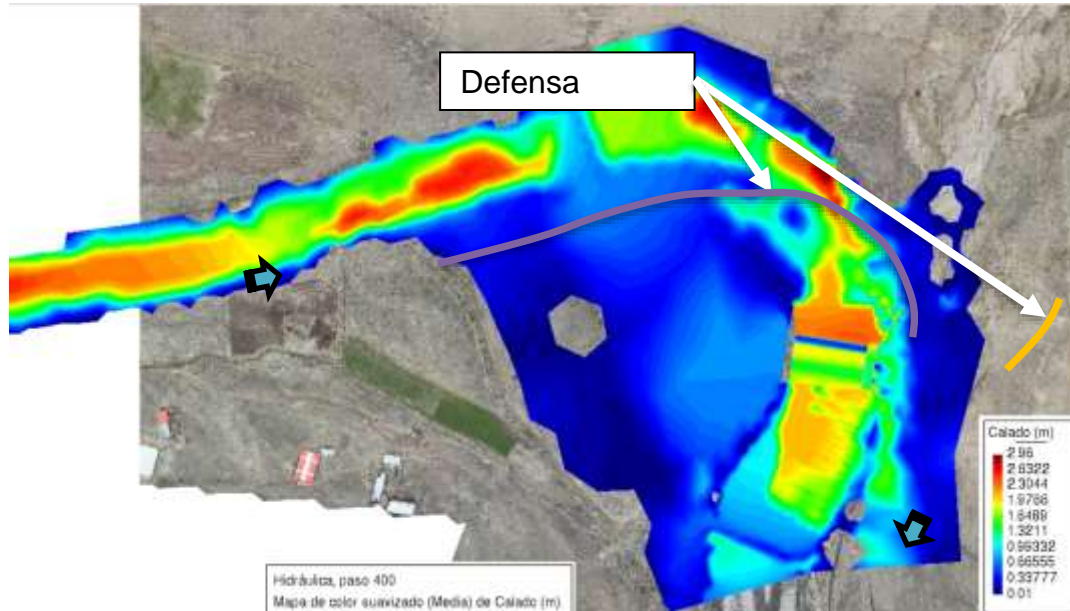 Defensa
Calado (m)
2.96
2.6322
2.3044
1.9766
1.6489
1.3211
0.99332
0.66555
0.33777
0.01
Hidráulica, paso 400
Mapa de color suavizado (Media) de Calado (m)